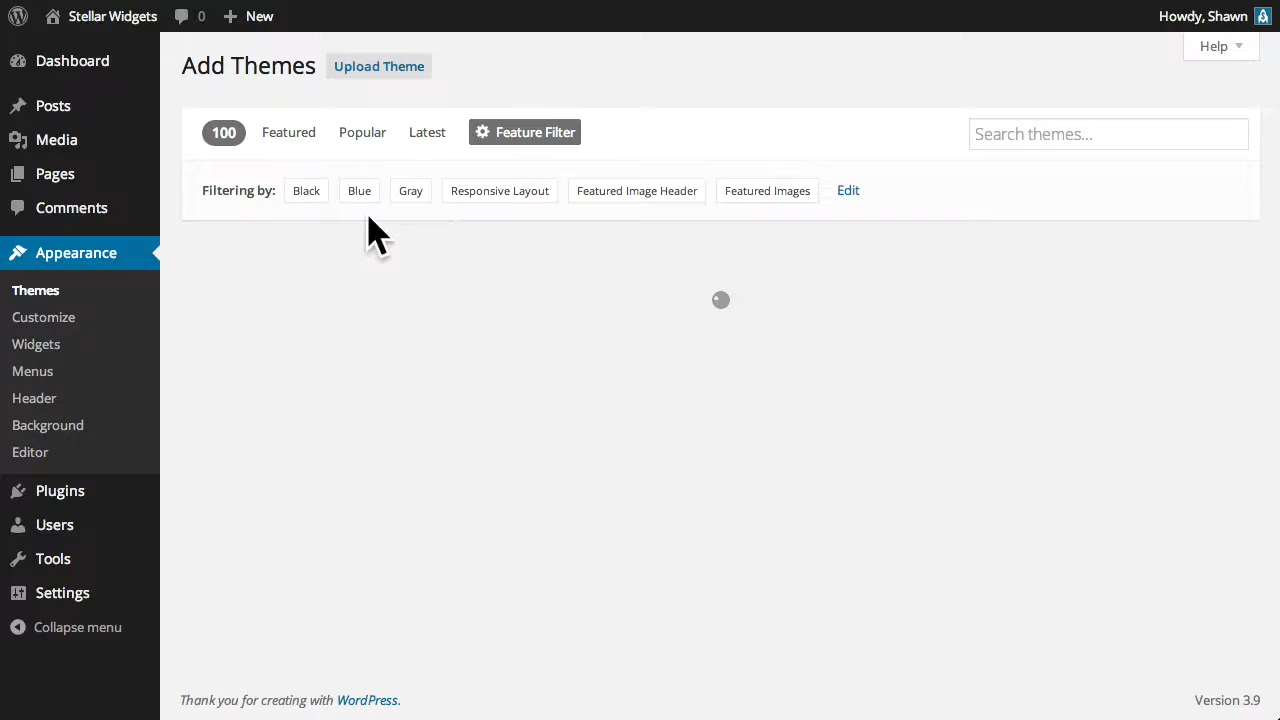 Stellar Widgets 0 New Howdy, Shawn
Help
Add Themes Upload Theme
100 Featured Popular Latest Feature Filter Search themes...
Filtering by: Black Blue Gray Responsive Layout Featured Image Header Featured Images Edit
Dashboard
Posts
Media
Pages
Comments
Appearance
Themes
Customize
Widgets
Menus
Header
Background
Editor
Plugins
Users
Tools
Settings
Collapse menu
Thank you for creating with WordPress. Version 3.9